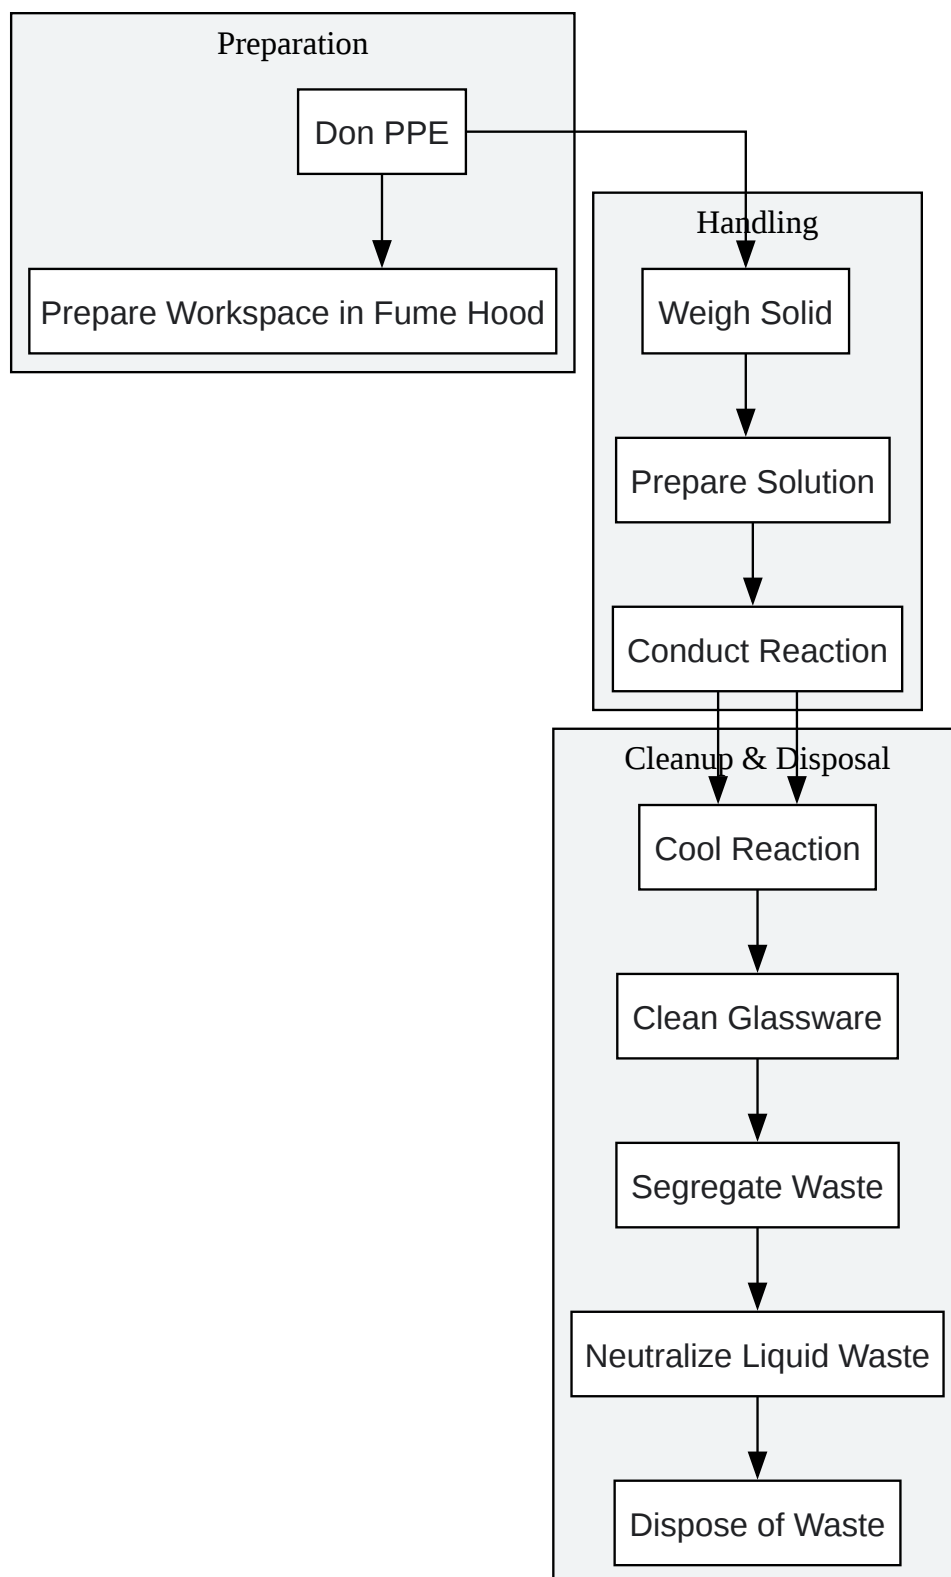 Preparation
Don PPE
Prepare Workspace in Fume Hood
Handling
Weigh Solid
Prepare Solution
Conduct Reaction
Cleanup & Disposal
Cool Reaction
Clean Glassware
Segregate Waste
Neutralize Liquid Waste
Dispose of Waste